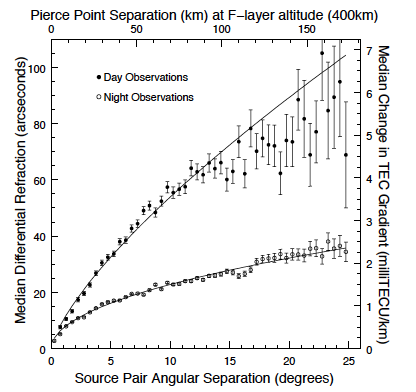 Pierce Point Separation (km) at F-layer altitude (400km)
0 50 100 150
Median Differential Refraction (arcseconds)
0 20 40 60 80 100
Day Observations
Night Observations
Median Change in TEC Gradient (milliTECU/km)
0 1 2 3 4 5 6 7
0 5 10 15 20 25
Source Pair Angular Separation (degrees)